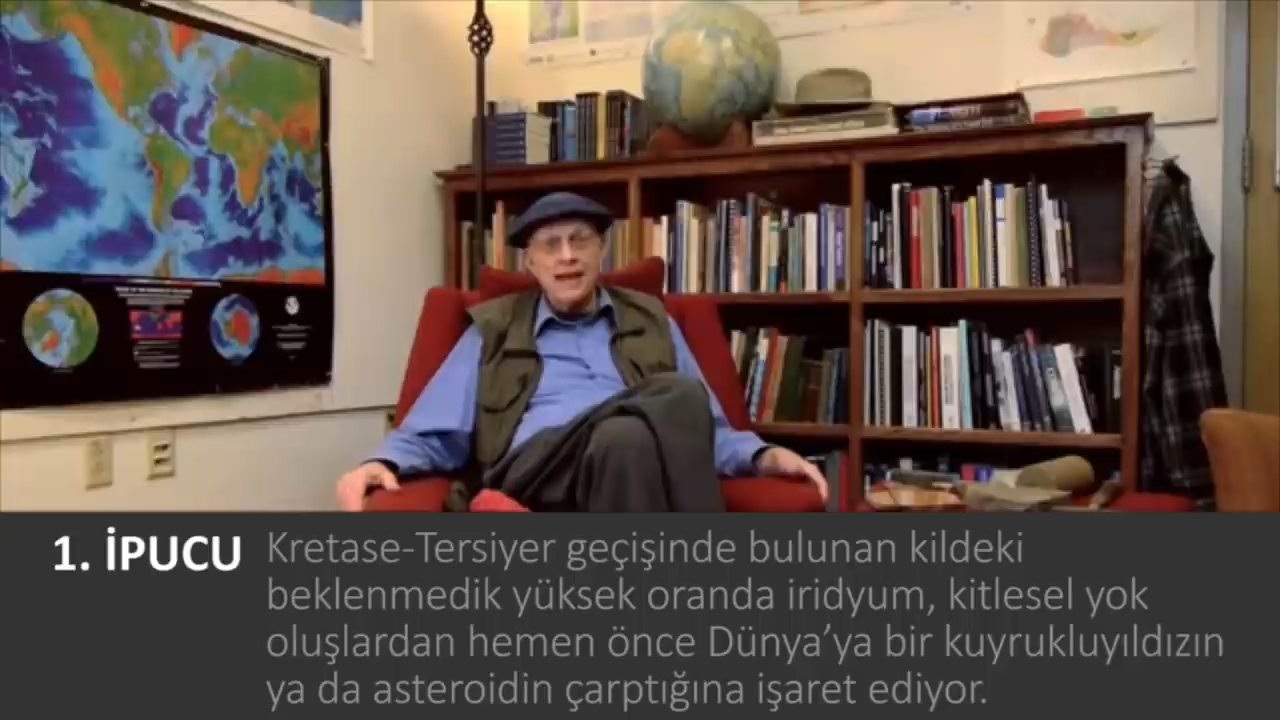 1. İPUCU
Kretase-Tersiyer geçişinde bulunan kildeki
beklenmedik yüksek oranda iridyum, kitlesel yok
oluşlardan hemen önce Dünya’ya bir kuyrukluyıldızın
ya da asteroidin çarptığına işaret ediyor.